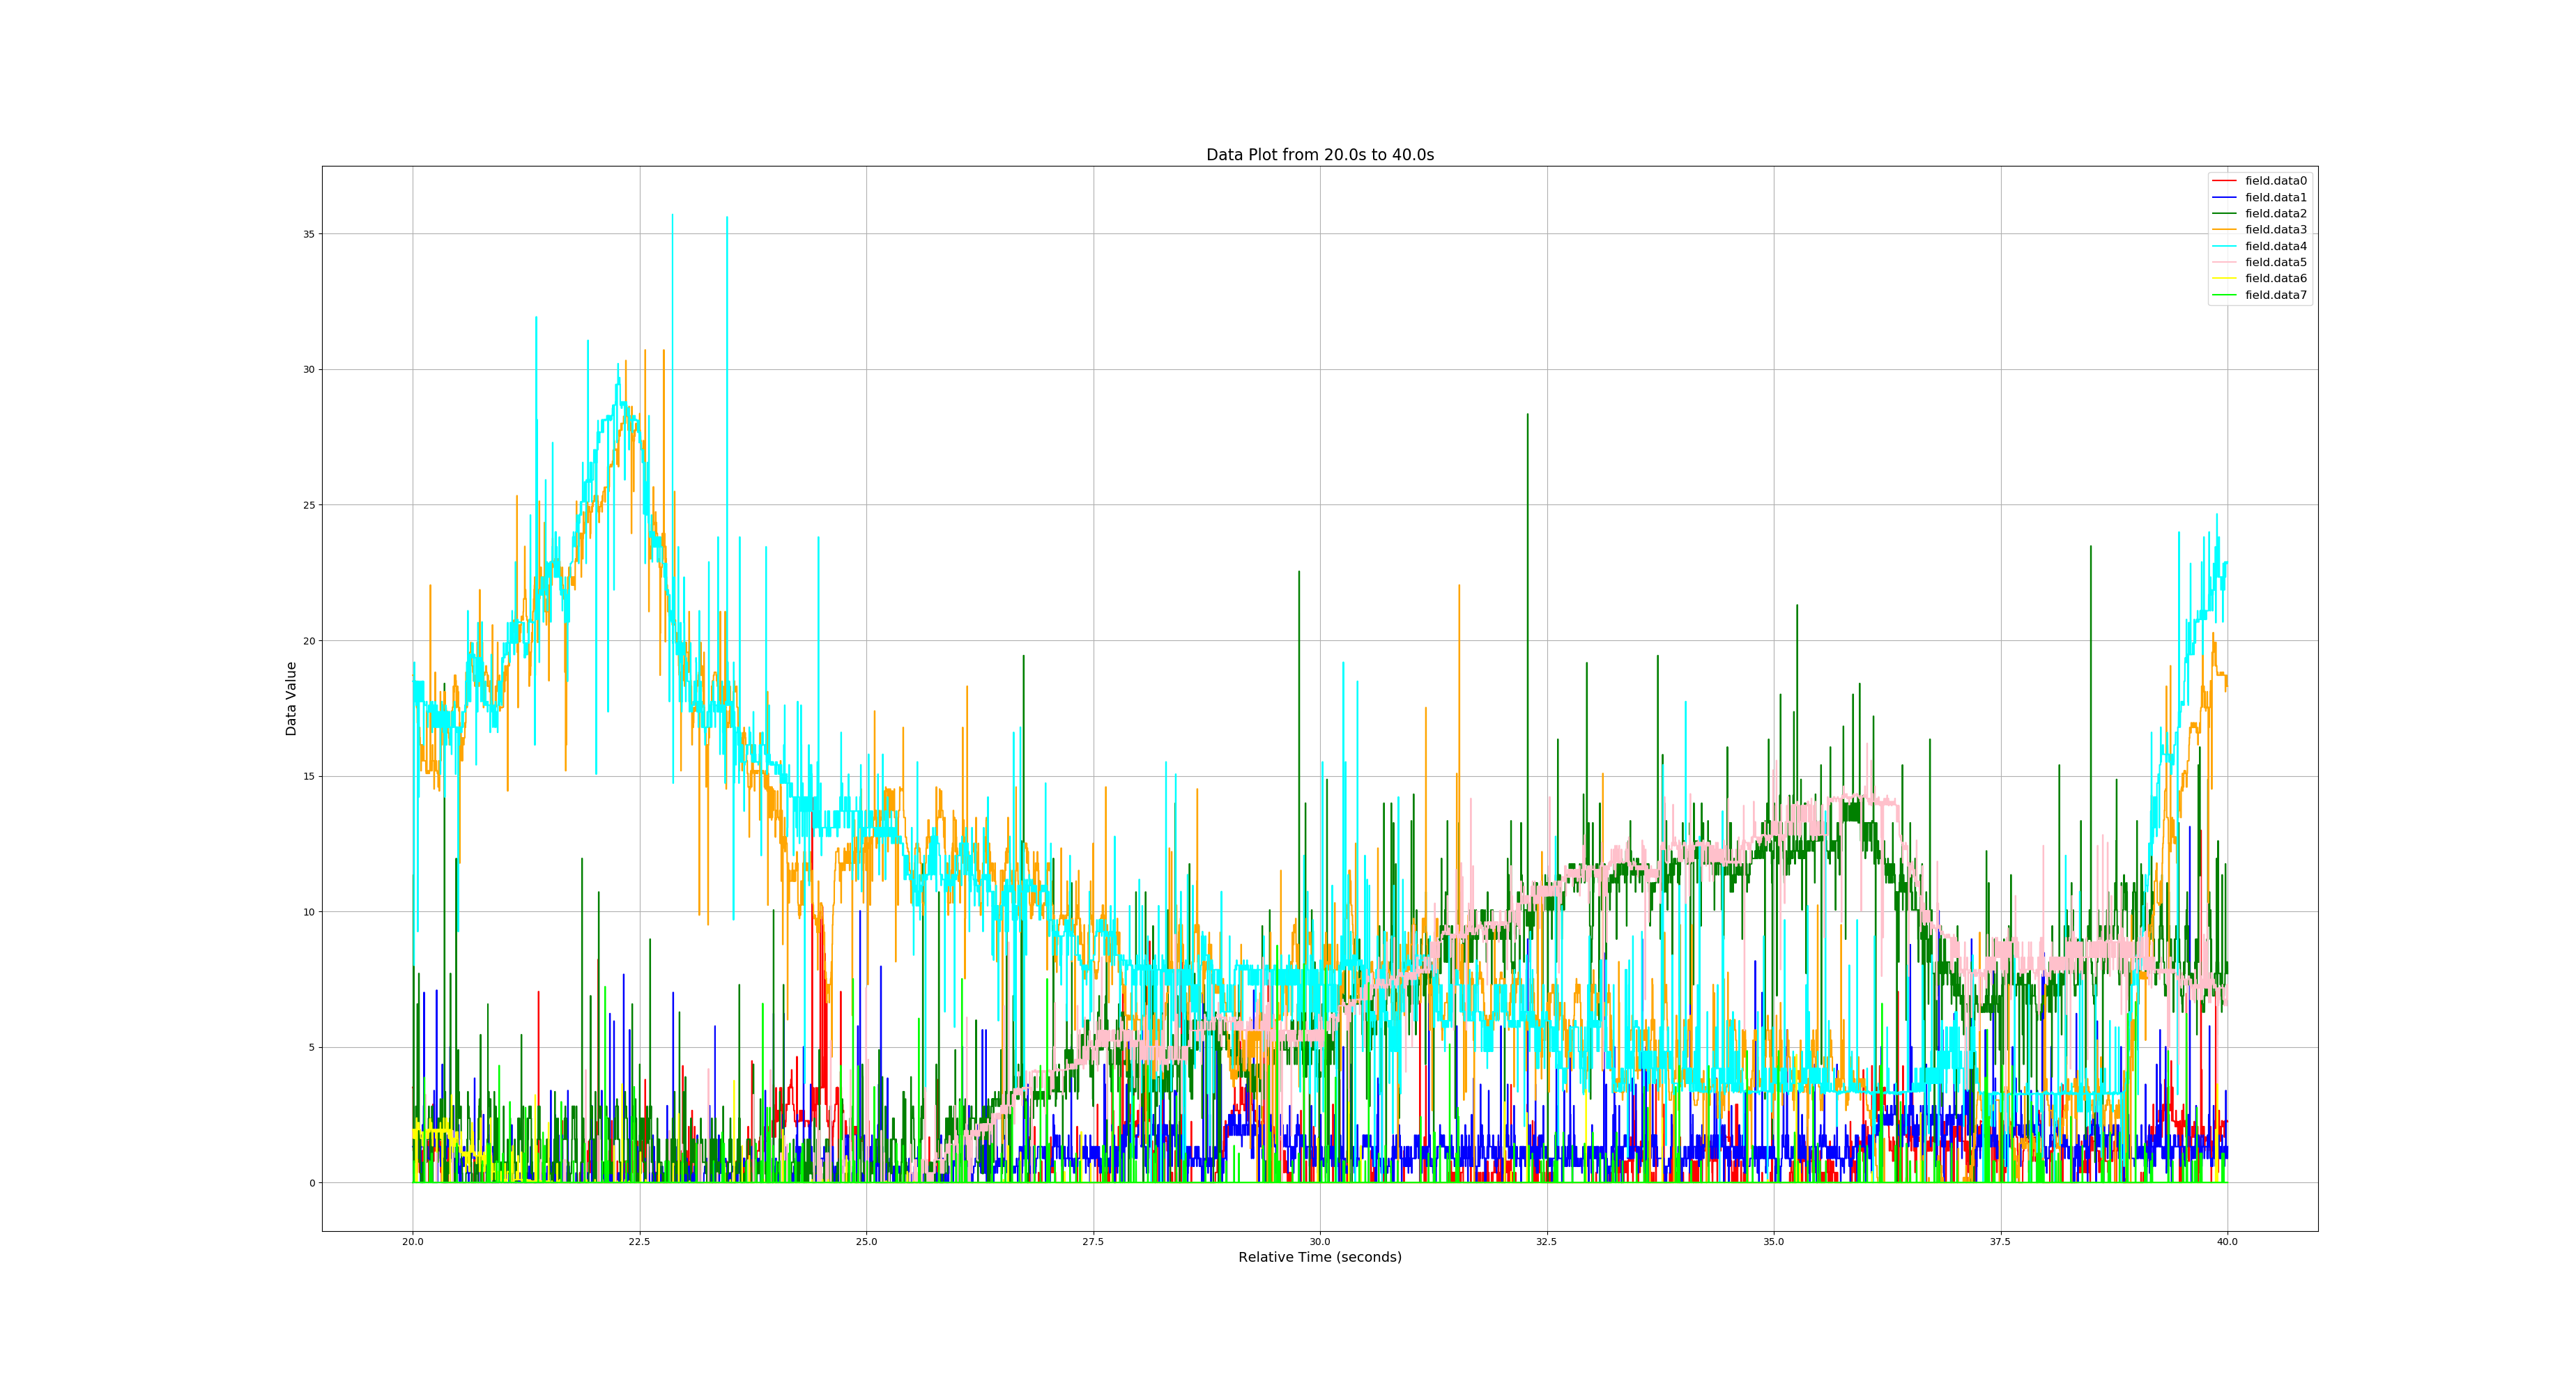 Data Plot from 20.0s to 40.0s
field.data0
field.data1
field.data2
field.data3
field.data4
field.data5
field.data6
field.data7
35
30
25
20
15
10
5
0
Data Value
20.0 22.5 25.0 27.5 30.0 32.5 35.0 37.5 40.0
Relative Time (seconds)